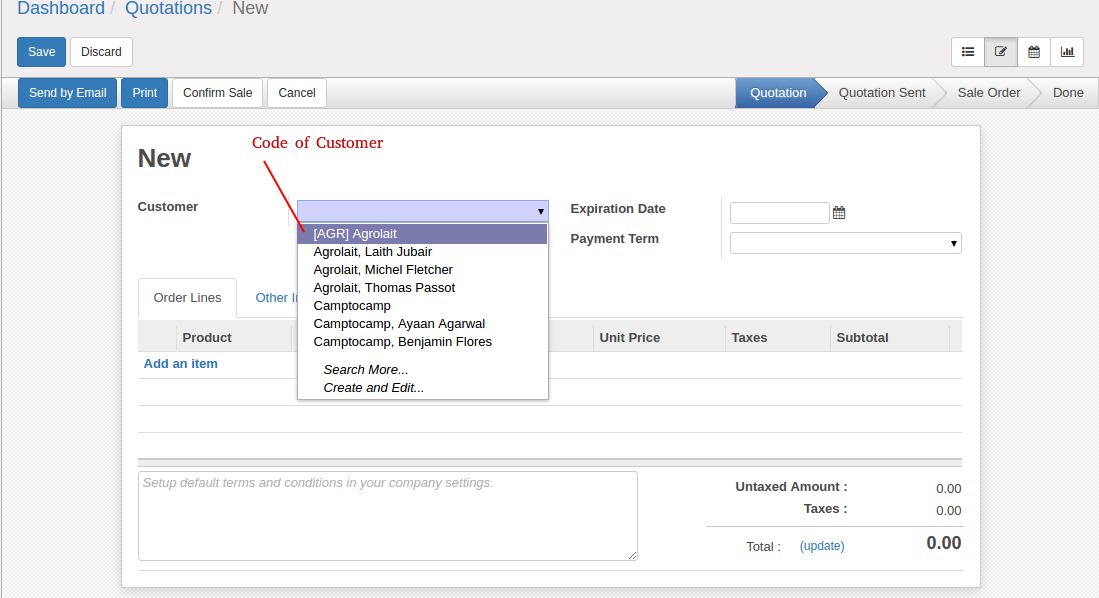 Dashboard / Quotations / New
Save Discard
Send by Email Print Confirm Sale Cancel Quotation Quotation Sent Sale Order Done
Code of Customer
New
Customer
Expiration Date
Payment Term
[AGR] Agrolait
Agrolait, Laith Jubair
Agrolait, Michel Fletcher
Agrolait, Thomas Passot
Camptocamp
Camptocamp, Ayaan Agarwal
Camptocamp, Benjamin Flores
Search More...
Create and Edit...
Order Lines Other
Product Unit Price Taxes Subtotal
Add an item
Setup default terms and conditions in your company settings.
Untaxed Amount : 0.00
Taxes : 0.00
Total : (update) 0.00